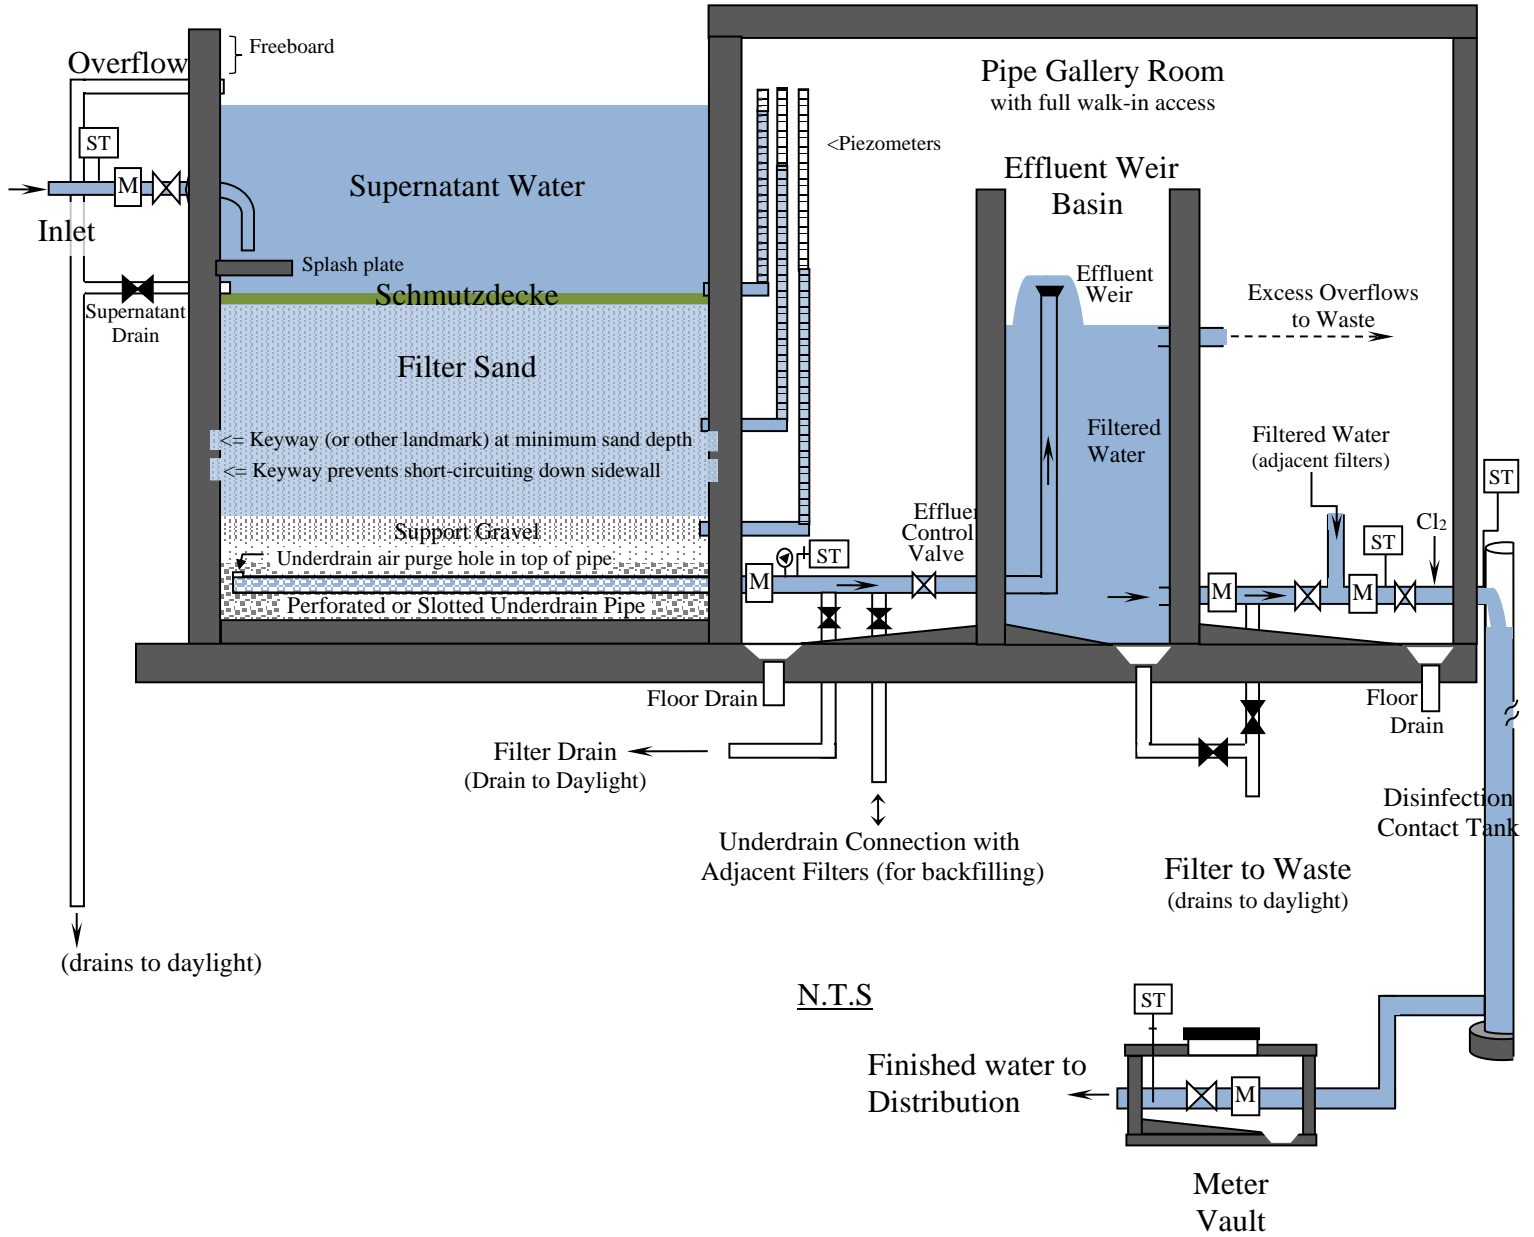 Freeboard
Overflow
Pipe Gallery Room
with full walk-in access
ST
<Piezometers
Effluent Weir
Basin
M
Supernatant Water
Inlet
Splash plate
Effluent
Weir
Schmutzdecke
Excess Overflows
to Waste
Supernatant
Drain
Filter Sand
<= Keyway (or other landmark) at minimum sand depth
Filtered
Water
Filtered Water
(adjacent filters)
<= Keyway prevents short-circuiting down sidewall
ST
Support Gravel
Effluen
Control
Valve
Cl2
Underdrain air purge hole in top of pipe
ST
ST
M
M
M
Perforated or Slotted Underdrain Pipe
Floor Drain
Floor
Drain
Filter Drain
(Drain to Daylight)
Disinfection
Contact Tank
Underdrain Connection with
Adjacent Filters (for backfilling)
Filter to Waste
(drains to daylight)
(drains to daylight)
N.T.S
ST
Finished water to
Distribution
M
Meter
Vault